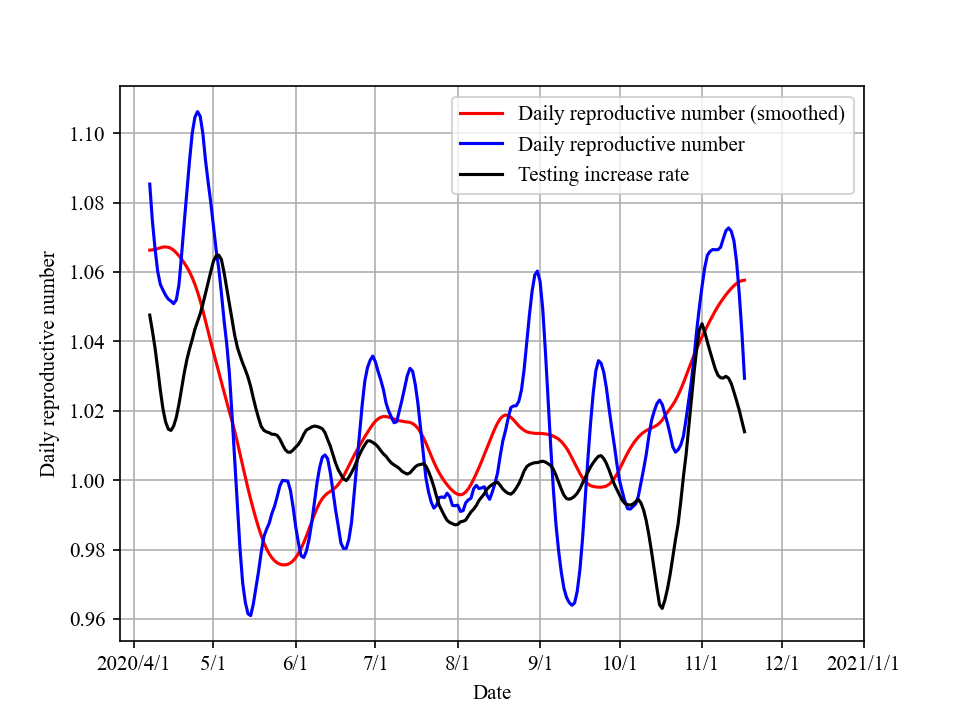 Daily reproductive number (smoothed)
Daily reproductive number
Testing increase rate
1.10
1.08
1.06
1.04
1.02
1.00
0.98
0.96
Daily reproductive number
2020/4/1 5/1 6/1 7/1 8/1 9/1 10/1 11/1 12/1 2021/1/1
Date